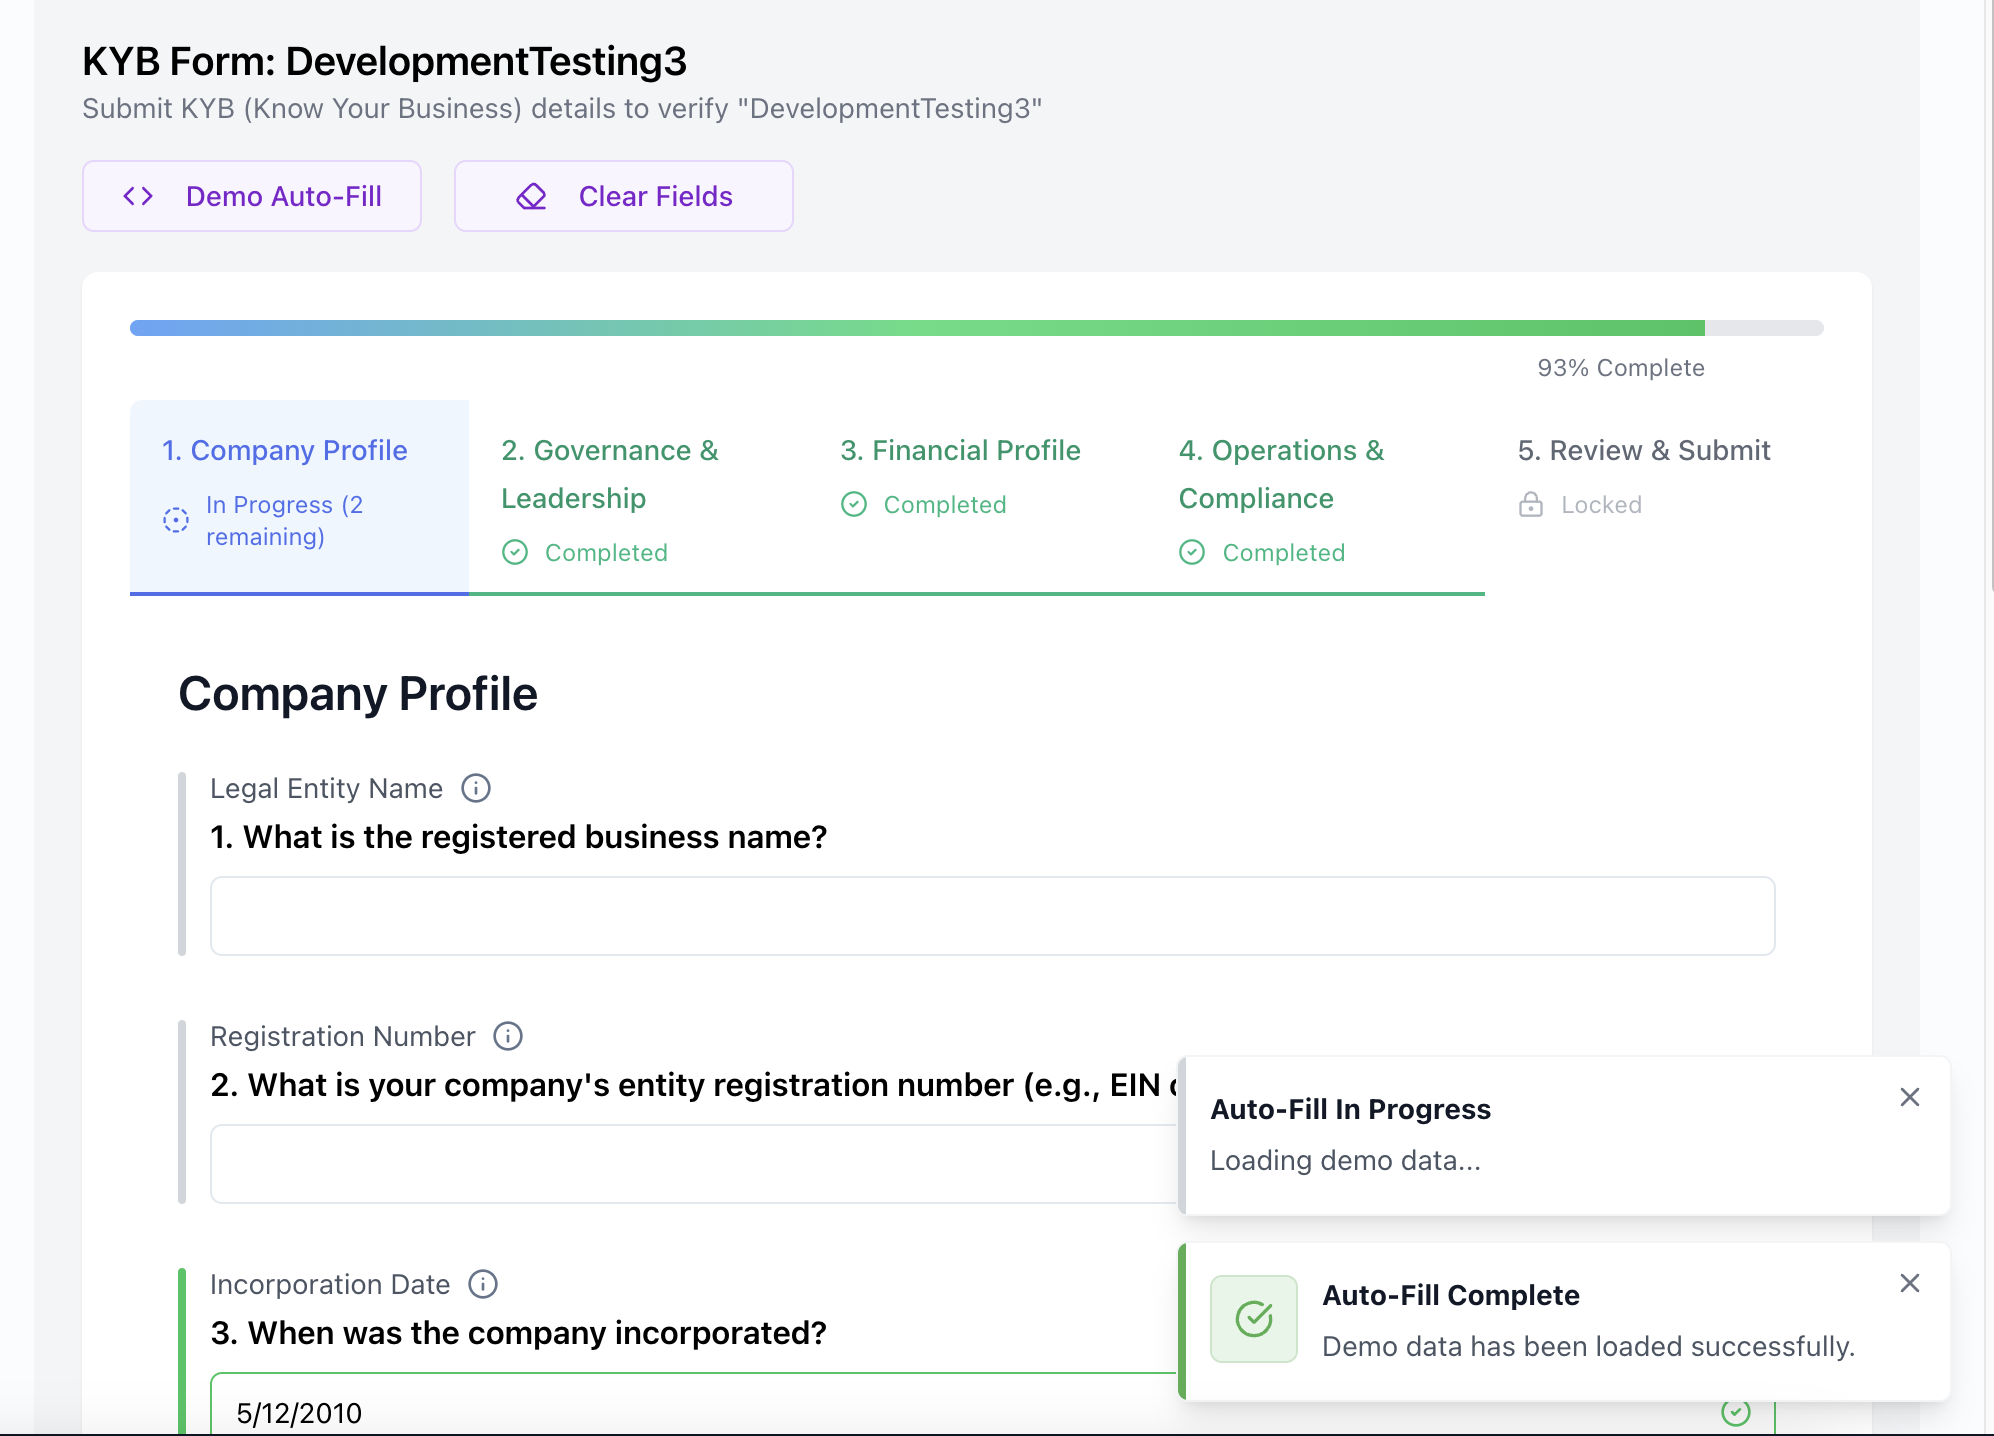 KYB Form: DevelopmentTesting3
Submit KYB (Know Your Business) details to verify "DevelopmentTesting3"
Demo Auto-Fill
Clear Fields
93% Complete
1. Company Profile
In Progress (2
remaining)
2. Governance &
Leadership
Completed
3. Financial Profile
Completed
4. Operations &
Compliance
Completed
5. Review & Submit
Locked
Company Profile
Legal Entity Name
1. What is the registered business name?
Registration Number
2. What is your company's entity registration number (e.g., EIN
Incorporation Date
3. When was the company incorporated?
5/12/2010
Auto-Fill In Progress
Loading demo data...
Auto-Fill Complete
Demo data has been loaded successfully.